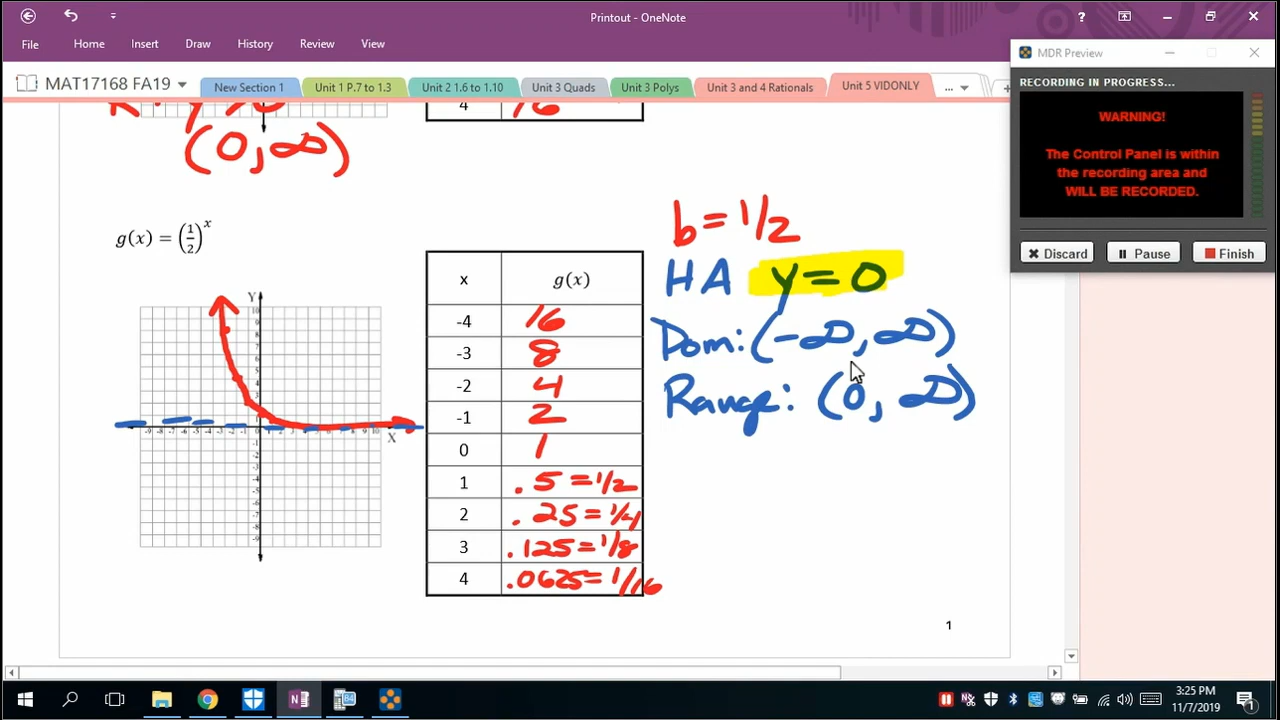 Printout - OneNote
?
File Home Insert Draw History Review View
MAT17168 FA19
New Section 1
Unit 1 P.7 to 1.3
Unit 2 1.6 to 1.10
Unit 3 Quads
Unit 3 Polys
Unit 3 and 4 Rationals
Unit 5 VIDONLY
...
MDR Preview
RECORDING IN PROGRESS...
WARNING!
The Control Panel is within
the recording area and
WILL BE RECORDED.
Discard
Pause
Finish
4 16
(0, ∞)
g(x) = (1/2)^x
b = 1/2
HA y = 0
Dom: (-∞, ∞)
Range: (0, ∞)
x g(x)
-4 16
-3 8
-2 4
-1 2
0 1
1 .5 = 1/2
2 .25 = 1/4
3 .125 = 1/8
4 .0625 = 1/16
Y
X
1
3:25 PM
11/7/2019